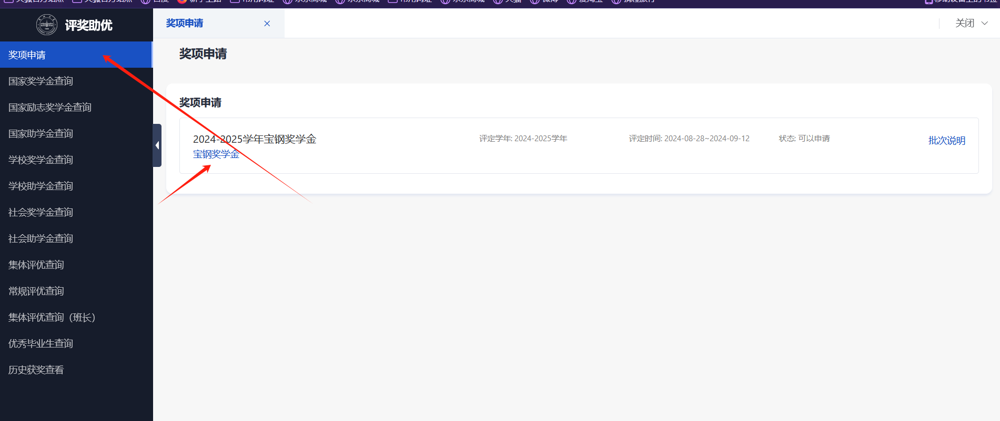 百度
评奖助优
奖项申请
关闭
奖项申请
奖项申请
国家奖学金查询
国家励志奖学金查询
国家助学金查询
学校奖学金查询
学校助学金查询
社会奖学金查询
社会助学金查询
集体评优查询
常规评优查询
集体评优查询（班长）
优秀毕业生查询
历史获奖查看
奖项申请
2024-2025学年宝钢奖学金
宝钢奖学金
评定学年: 2024-2025学年
评定时间: 2024-08-28~2024-09-12
状态: 可以申请
批次说明